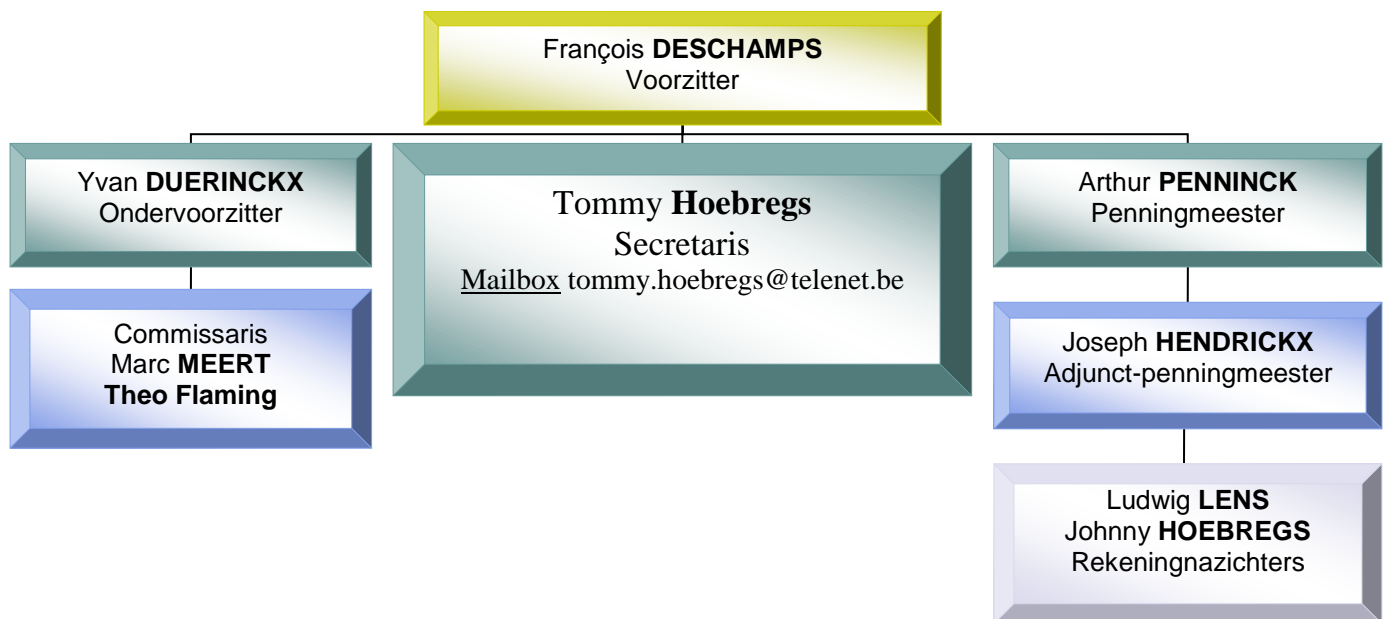 François DESCHAMPS
Voorzitter
Yvan DUERINCKX
Ondervoorzitter
Tommy Hoebregs
Secretaris
Mailbox tommy.hoebregs@telenet.be
Arthur PENNINCK
Penningmeester
Commissaris
Marc MEERT
Theo Flaming
Joseph HENDRICKX
Adjunct-penningmeester
Ludwig LENS
Johnny HOEBREGS
Rekeningnazichters